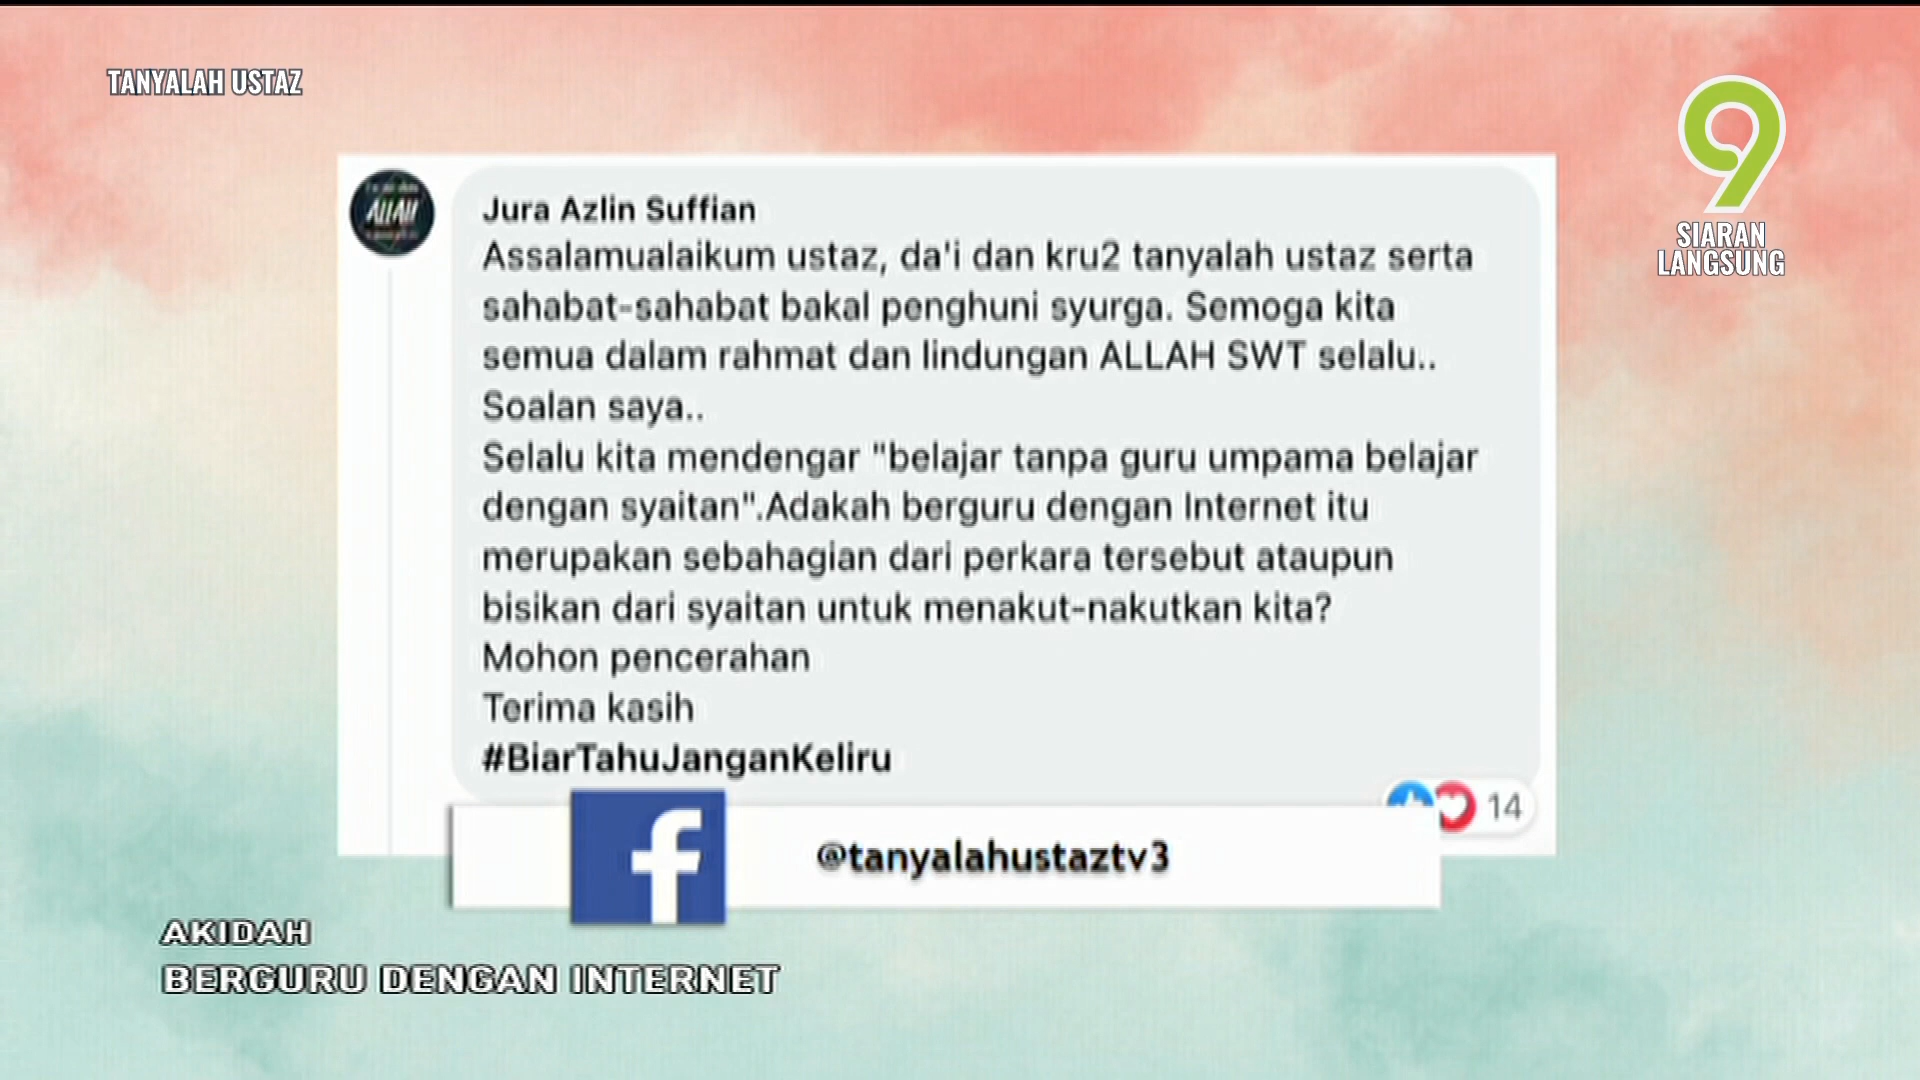 TANYALAH USTAZ
9
SIARAN
LANGSUNG
ALLAH
Jura Azlin Suffian
Assalamualaikum ustaz, da'i dan kru2 tanyalah ustaz serta
sahabat-sahabat bakal penghuni syurga. Semoga kita
semua dalam rahmat dan lindungan ALLAH SWT selalu..
Soalan saya..
Selalu kita mendengar "belajar tanpa guru umpama belajar
dengan syaitan".Adakah berguru dengan Internet itu
merupakan sebahagian dari perkara tersebut ataupun
bisikan dari syaitan untuk menakut-nakutkan kita?
Mohon pencerahan
Terima kasih
#BiarTahuJanganKeliru
14
f
@tanyalahustaztv3
AKIDAH
BERGURU DENGAN INTERNET